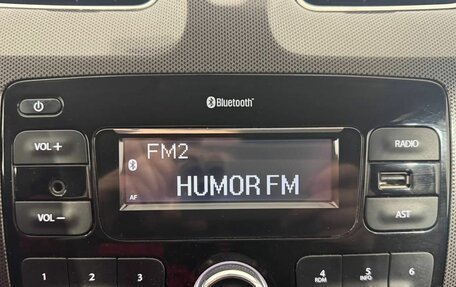 Bluetooth
VOL +
FM2
RADIO
AF
HUMOR FM
VOL –
AST
1
2
3
4
RDM
5
INFO
6